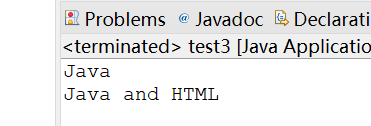 Problems @ Javadoc Declarati
<terminated> test3 [Java Applicatio
Java
Java and HTML